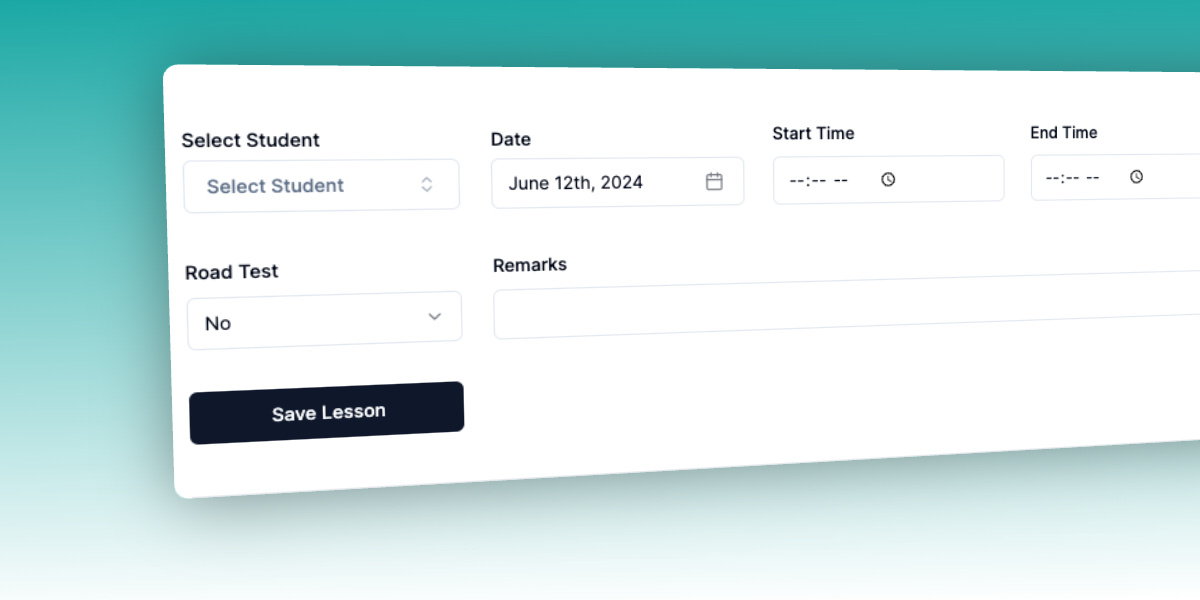 Select Student
Select Student
Date
June 12th, 2024
Start Time
--:-- --
End Time
--:-- --
Road Test
No
Remarks
Save Lesson